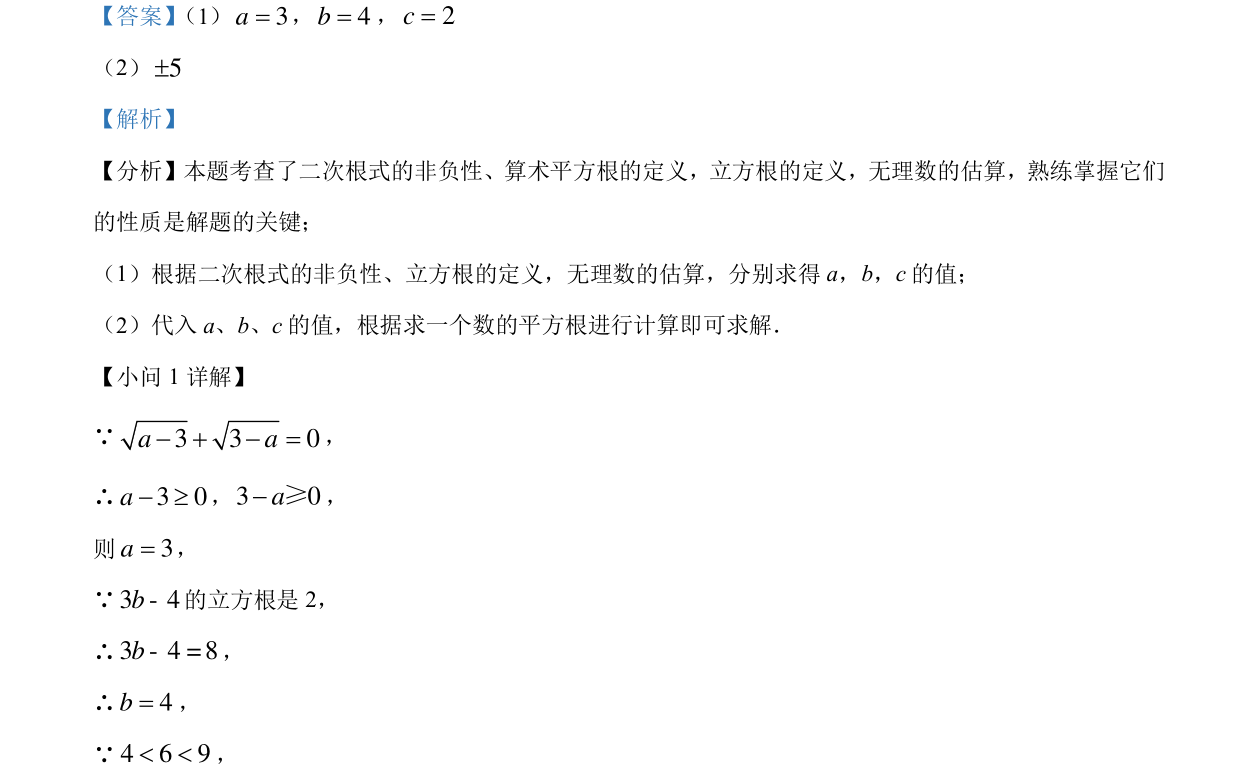 【答案】（1）a = 3，b = 4，c = 2
（2）±5
【解析】
【分析】本题考查了二次根式的非负性、算术平方根的定义，立方根的定义，无理数的估算，熟练掌握它们
的性质是解题的关键；
（1）根据二次根式的非负性、立方根的定义，无理数的估算，分别求得 a，b，c 的值；
（2）代入 a、b、c 的值，根据求一个数的平方根进行计算即可求解．
【小问 1 详解】
∵ √(a−3) + √(3−a) = 0，
∴ a − 3 ≥ 0，3 − a ⩾ 0，
则 a = 3，
∵ 3b - 4 的立方根是 2，
∴ 3b - 4 = 8，
∴ b = 4，
∵ 4 < 6 < 9，